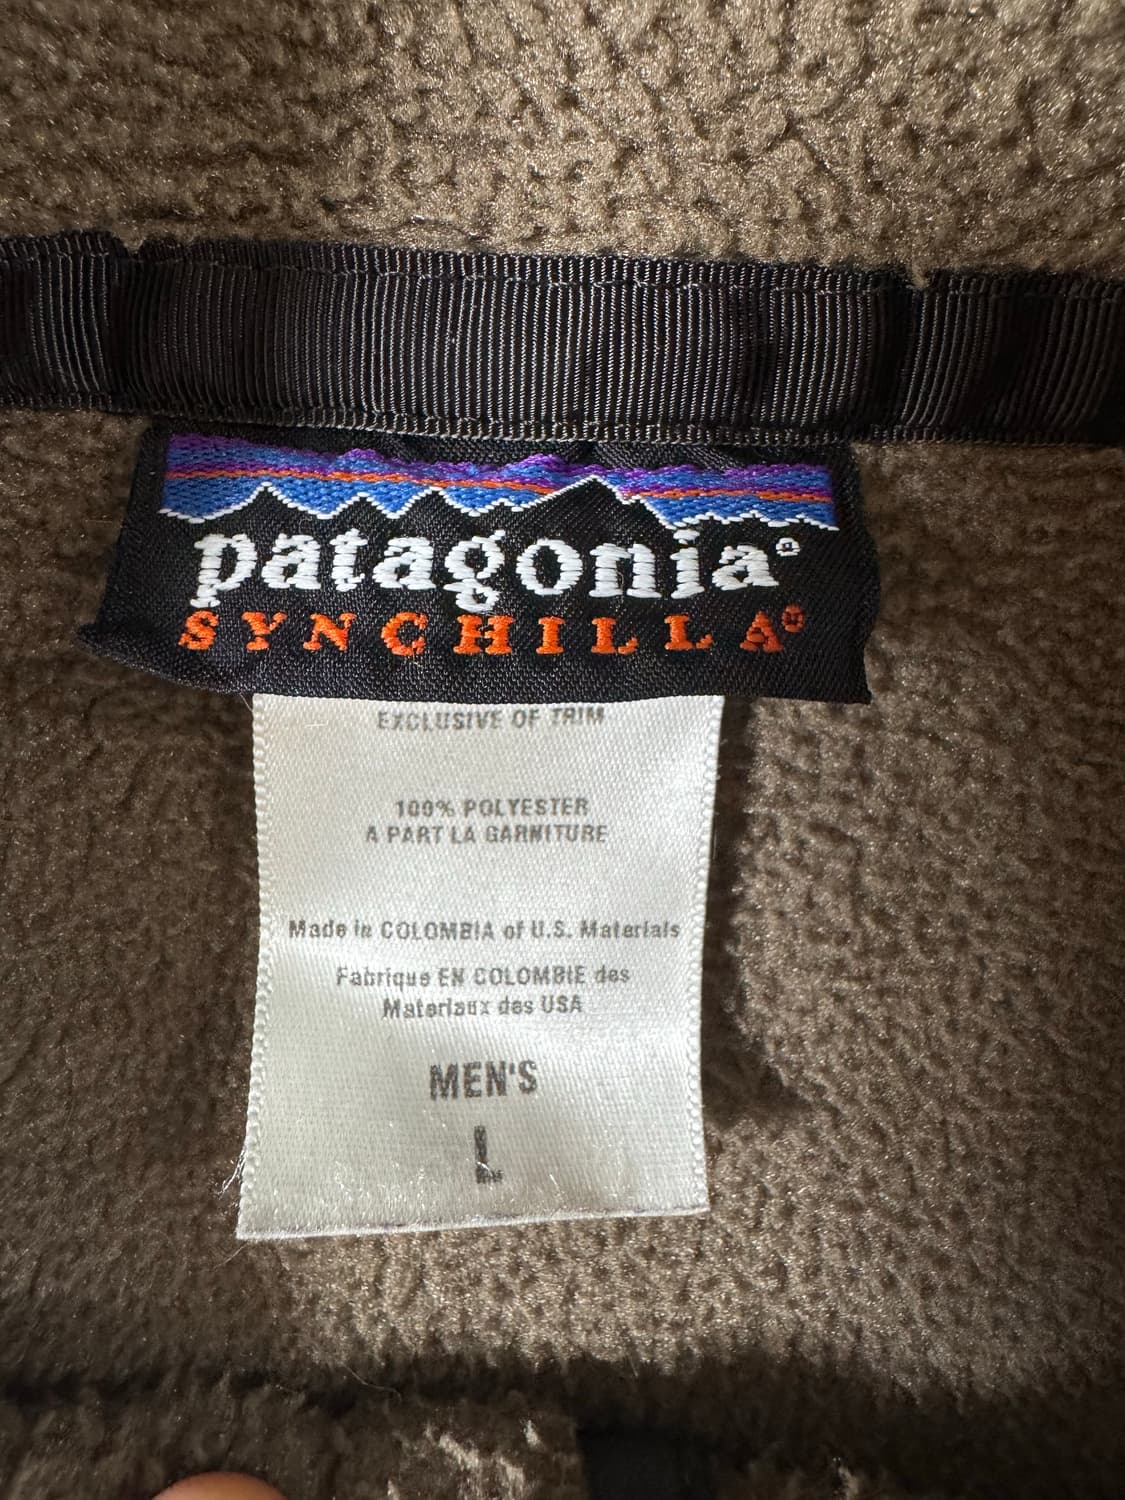 patagonia®
SYNCHILLA®
EXCLUSIVE OF TRIM
100% POLYESTER
A PART LA GARNITURE
Made in COLOMBIA of U.S. Materials
Fabrique EN COLOMBIE des
Materiaux des USA
MEN'S
L